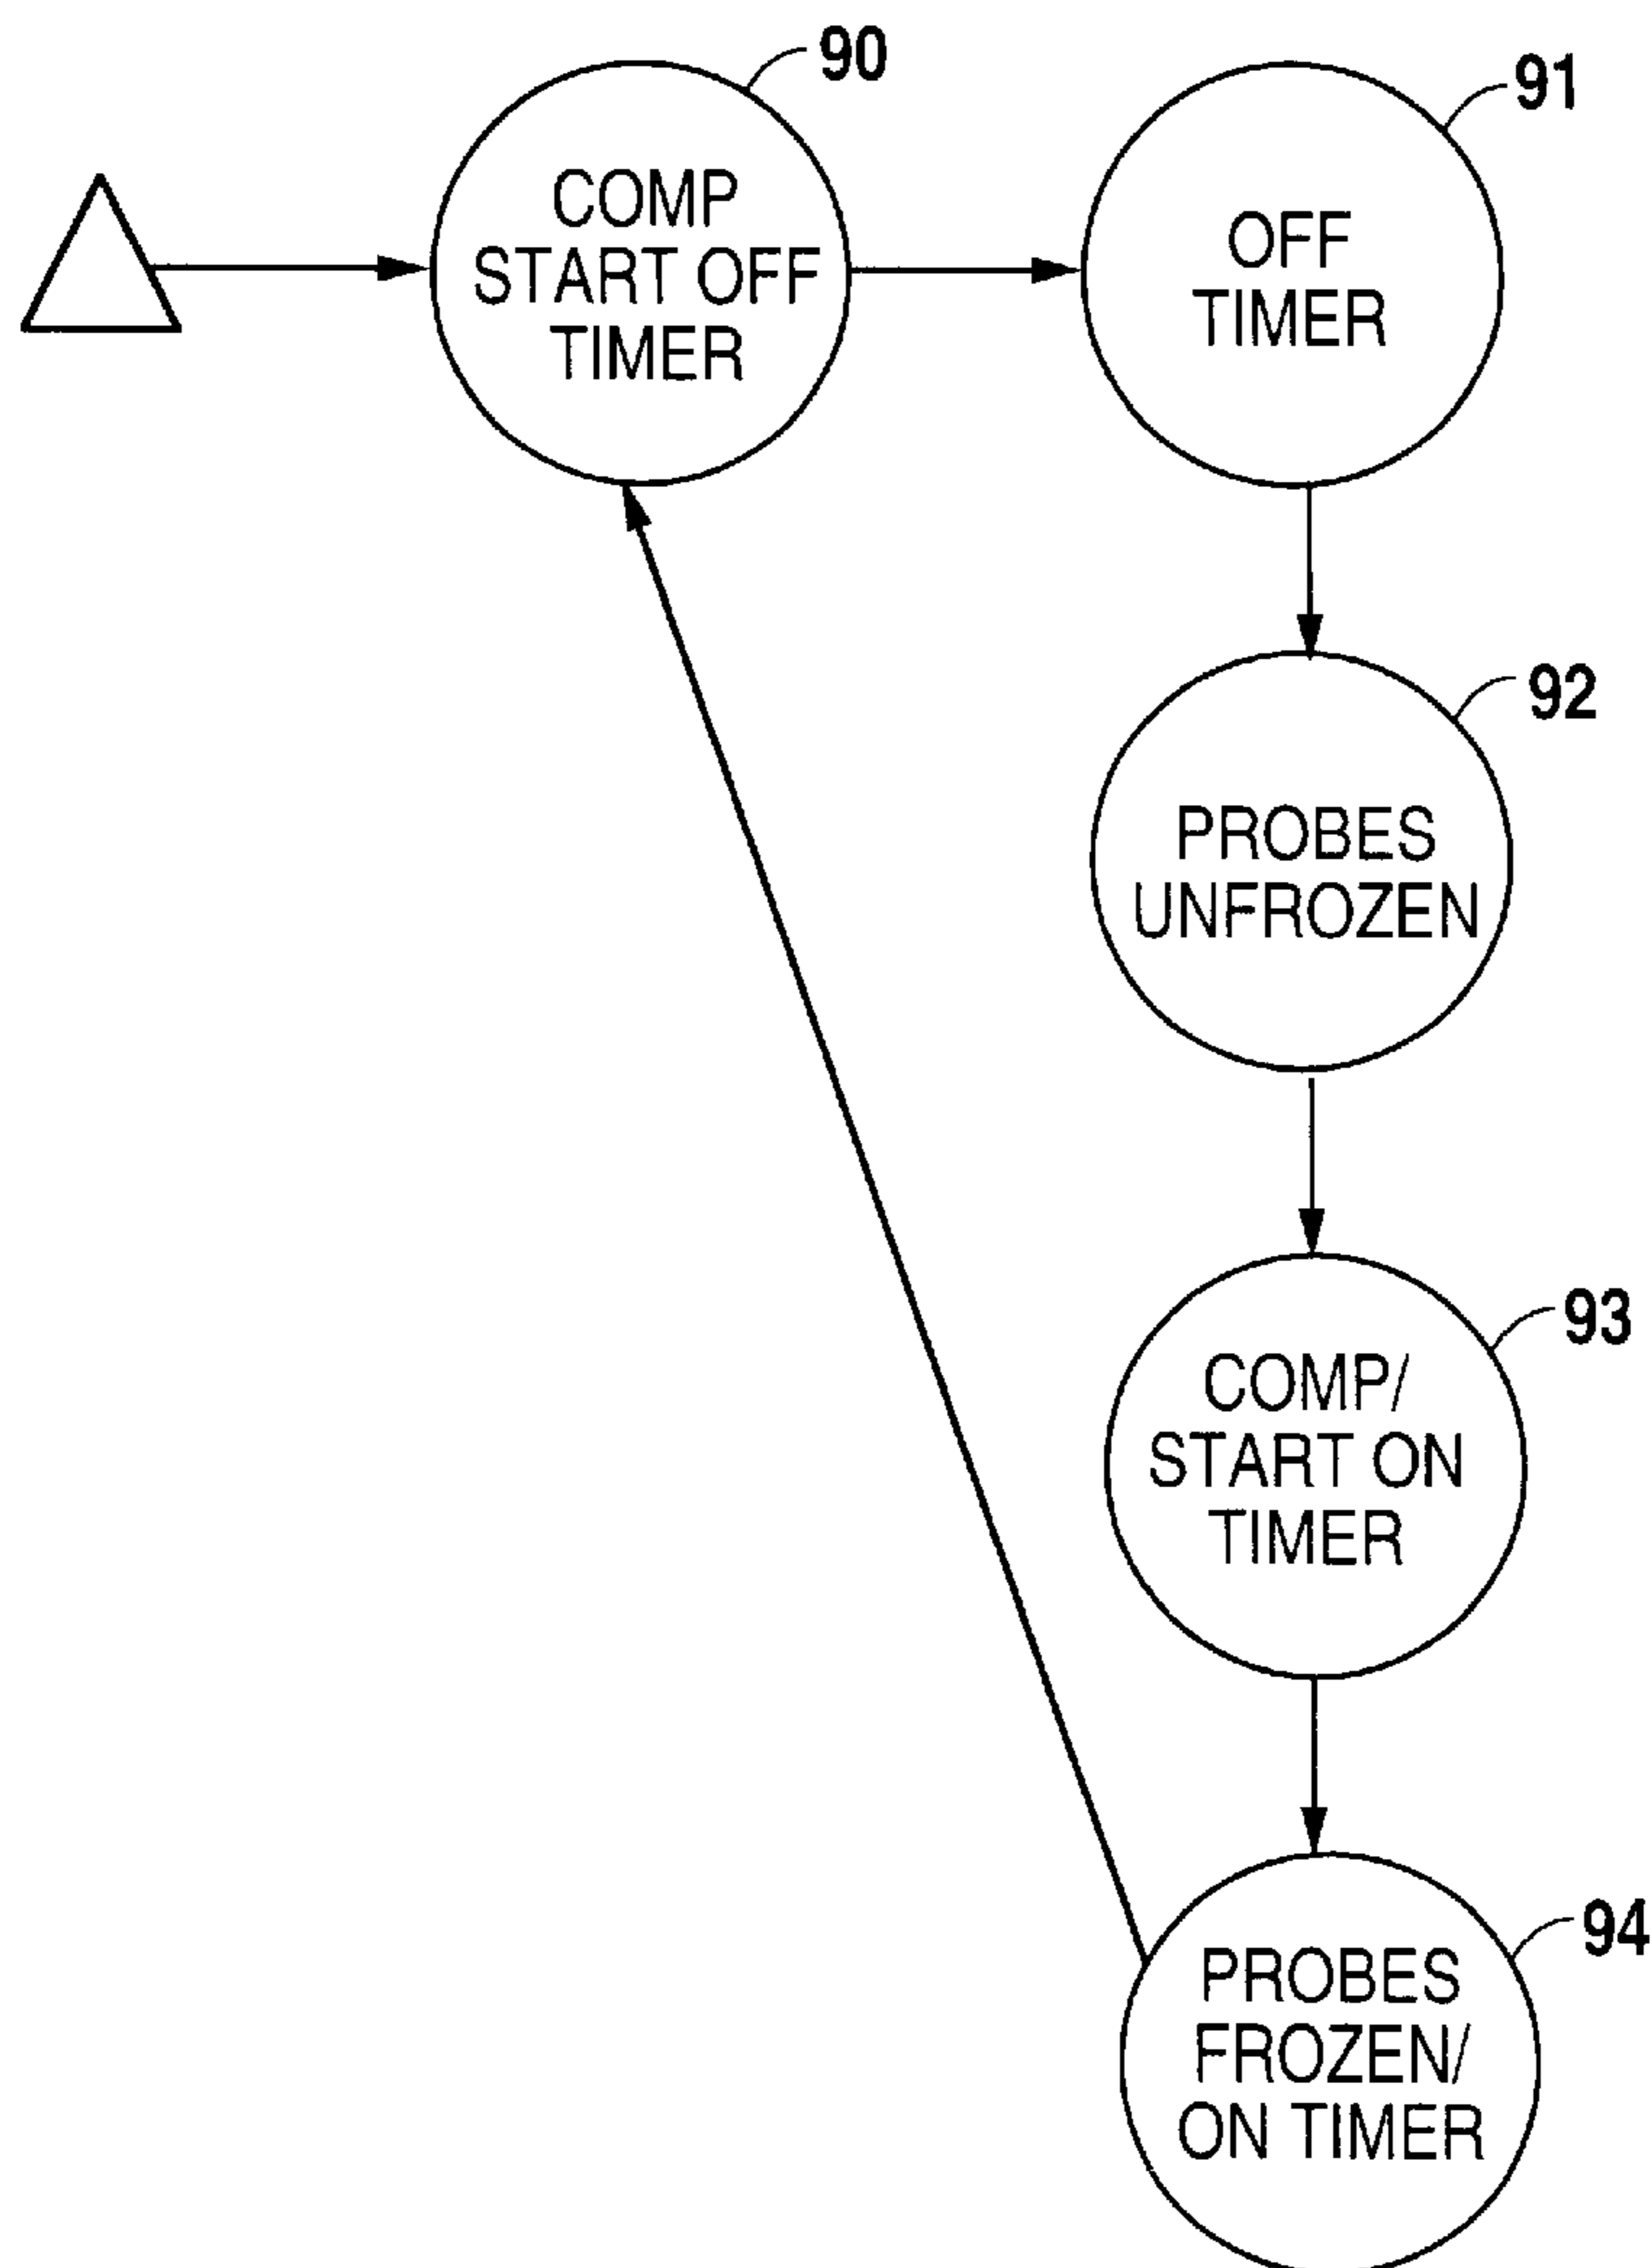 90
COMP
START OFF
TIMER
91
OFF
TIMER
92
PROBES
UNFROZEN
93
COMP/
START ON
TIMER
94
PROBES
FROZEN/
ON TIMER